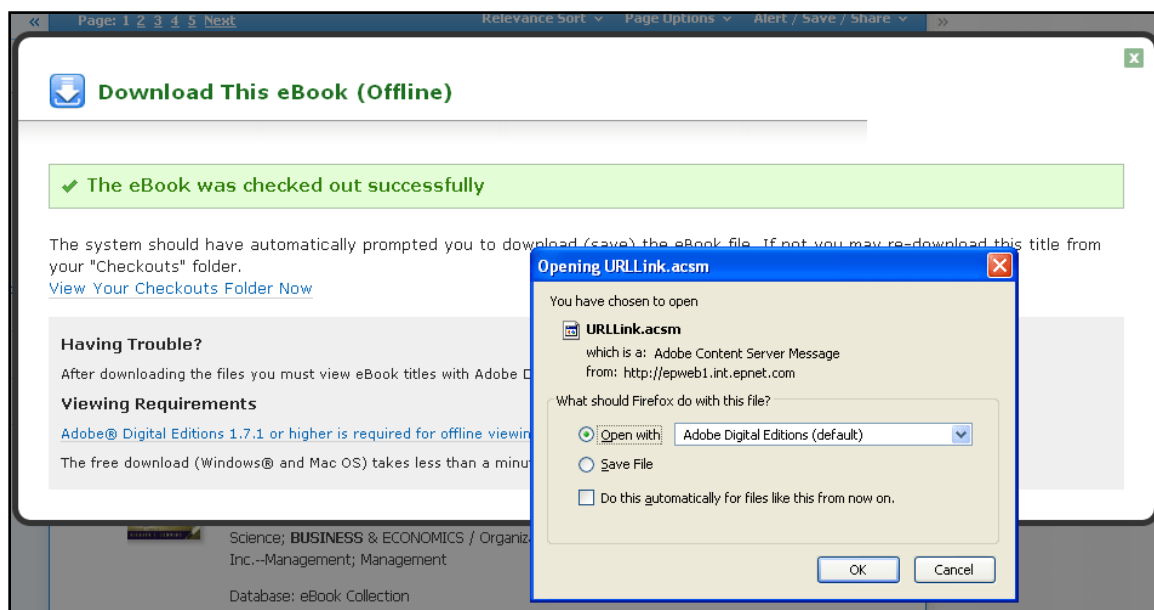 « Page: 1 2 3 4 5 Next Relevance Sort Page Options Alert / Save / Share »
x
Download This eBook (Offline)
The eBook was checked out successfully
The system should have automatically prompted you to download (save) the eBook file. If not you may re-download this title from
your "Checkouts" folder.
View Your Checkouts Folder Now
Having Trouble?
After downloading the files you must view eBook titles with Adobe D
Viewing Requirements
Adobe® Digital Editions 1.7.1 or higher is required for offline viewin
The free download (Windows® and Mac OS) takes less than a minu
Opening URLLink.acsm
You have chosen to open
URLLink.acsm
which is a: Adobe Content Server Message
from: http://epweb1.int.epnet.com
What should Firefox do with this file?
Open with Adobe Digital Editions (default)
Save File
Do this automatically for files like this from now on.
OK Cancel
Science; BUSINESS & ECONOMICS / Organiz
Inc.--Management; Management
Database: eBook Collection